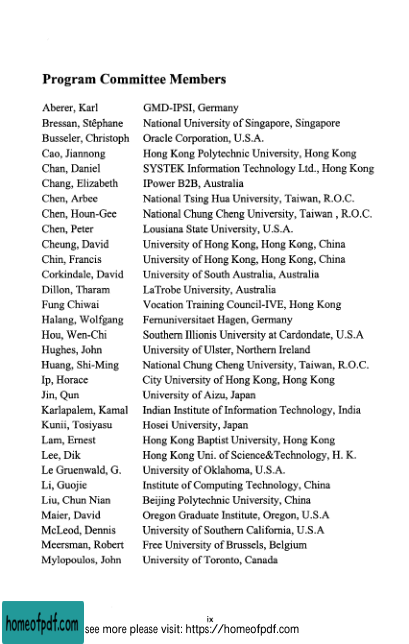 Program Committee Members
Aberer, Karl GMD-IPSI, Germany
Bressan, Stêphane National University of Singapore, Singapore
Busseler, Christoph Oracle Corporation, U.S.A.
Cao, Jiannong Hong Kong Polytechnic University, Hong Kong
Chan, Daniel SYSTEK Information Technology Ltd., Hong Kong
Chang, Elizabeth IPower B2B, Australia
Chen, Arbee National Tsing Hua University, Taiwan, R.O.C.
Chen, Houn-Gee National Chung Cheng University, Taiwan , R.O.C.
Chen, Peter Lousiana State University, U.S.A.
Cheung, David University of Hong Kong, Hong Kong, China
Chin, Francis University of Hong Kong, Hong Kong, China
Corkindale, David University of South Australia, Australia
Dillon, Tharam LaTrobe University, Australia
Fung Chiwai Vocation Training Council-IVE, Hong Kong
Halang, Wolfgang Fernuniversitaet Hagen, Germany
Hou, Wen-Chi Southern Illionis University at Cardondate, U.S.A
Hughes, John University of Ulster, Northern Ireland
Huang, Shi-Ming National Chung Cheng University, Taiwan, R.O.C.
Ip, Horace City University of Hong Kong, Hong Kong
Jin, Qun University of Aizu, Japan
Karlapalem, Kamal Indian Institute of Information Technology, India
Kunii, Tosiyasu Hosei University, Japan
Lam, Ernest Hong Kong Baptist University, Hong Kong
Lee, Dik Hong Kong Uni. of Science&Technology, H. K.
Le Gruenwald, G. University of Oklahoma, U.S.A.
Li, Guojie Institute of Computing Technology, China
Liu, Chun Nian Beijing Polytechnic University, China
Maier, David Oregon Graduate Institute, Oregon, U.S.A
McLeod, Dennis University of Southern California, U.S.A
Meersman, Robert Free University of Brussels, Belgium
Mylopoulos, John University of Toronto, Canada
ix
homeofpdf.com
see more please visit: https://homeofpdf.com